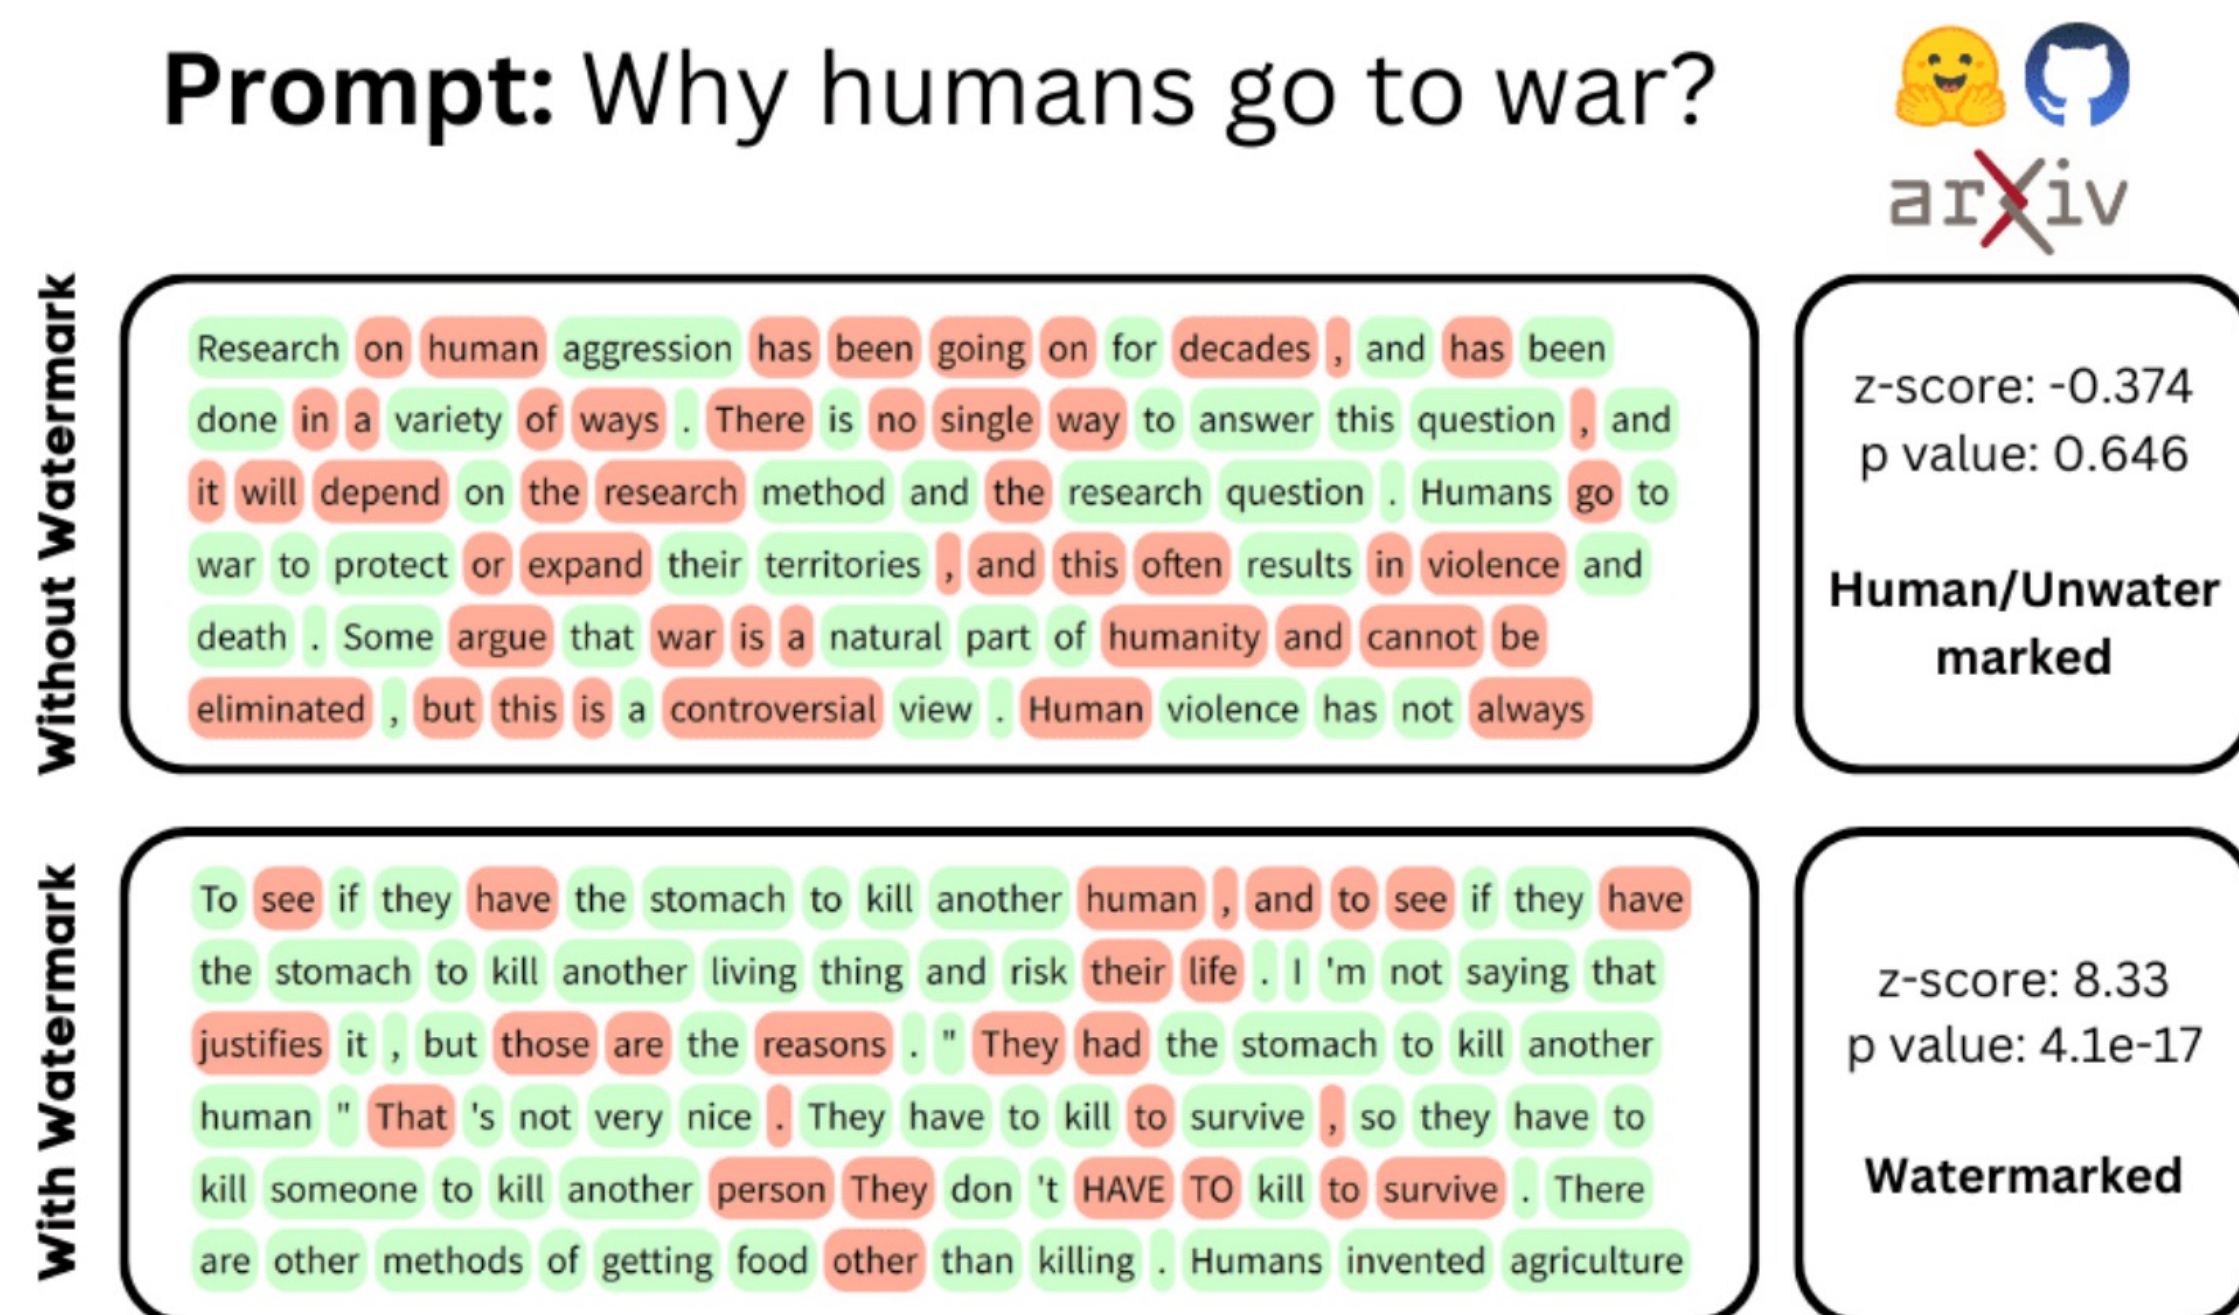 Prompt: Why humans go to war?
arXiv
Without Watermark
Research on human aggression has been going on for decades , and has been
done in a variety of ways . There is no single way to answer this question , and
it will depend on the research method and the research question . Humans go to
war to protect or expand their territories , and this often results in violence and
death . Some argue that war is a natural part of humanity and cannot be
eliminated , but this is a controversial view . Human violence has not always
z-score: -0.374
p value: 0.646
Human/Unwater
marked
With Watermark
To see if they have the stomach to kill another human , and to see if they have
the stomach to kill another living thing and risk their life . I 'm not saying that
justifies it , but those are the reasons . " They had the stomach to kill another
human " That 's not very nice . They have to kill to survive , so they have to
kill someone to kill another person They don 't HAVE TO kill to survive . There
are other methods of getting food other than killing . Humans invented agriculture
z-score: 8.33
p value: 4.1e-17
Watermarked